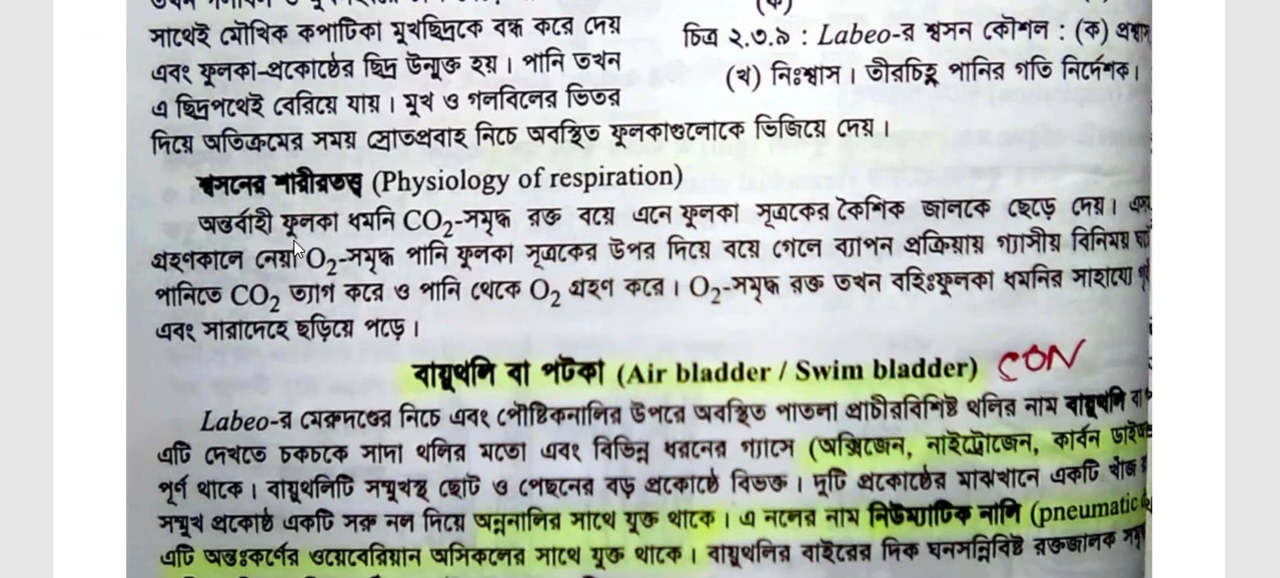 (ক)
সাথেই মৌখিক কপাটিকা মুখছিদ্রকে বন্ধ করে দেয়
চিত্র ২.৩.৯ : Labeo-র শ্বসন কৌশল : (ক) প্রশ্বাস
এবং ফুলকা-প্রকোষ্ঠের ছিদ্র উন্মুক্ত হয়। পানি তখন
(খ) নিঃশ্বাস। তীরচিহ্ন পানির গতি নির্দেশক।
এ ছিদ্রপথেই বেরিয়ে যায়। মুখ ও গলবিলের ভিতর
দিয়ে অতিক্রমের সময় স্রোতপ্রবাহ নিচে অবস্থিত ফুলকাগুলোকে ভিজিয়ে দেয়।
শ্বসনের শারীরতত্ত্ব (Physiology of respiration)
অন্তর্বাহী ফুলকা ধমনি CO2-সমৃদ্ধ রক্ত বয়ে এনে ফুলকা সূত্রকের কৈশিক জালকে ছেড়ে দেয়।
গ্রহণকালে নেয়া O2-সমৃদ্ধ পানি ফুলকা সূত্রকের উপর দিয়ে বয়ে গেলে ব্যাপন প্রক্রিয়ায় গ্যাসীয় বিনিময়
পানিতে CO2 ত্যাগ করে ও পানি থেকে O2 গ্রহণ করে। O2-সমৃদ্ধ রক্ত তখন বহিঃফুলকা ধমনির সাহায্যে
এবং সারাদেহে ছড়িয়ে পড়ে।
বায়ুথলি বা পটকা (Air bladder / Swim bladder) CON
Labeo-র মেরুদণ্ডের নিচে এবং পৌষ্টিকনালির উপরে অবস্থিত পাতলা প্রাচীরবিশিষ্ট থলির নাম বায়ুথলি বা
এটি দেখতে চকচকে সাদা থলির মতো এবং বিভিন্ন ধরনের গ্যাসে (অক্সিজেন, নাইট্রোজেন, কার্বন
পূর্ণ থাকে। বায়ুথলিটি সম্মুখস্থ ছোট ও পেছনের বড় প্রকোষ্ঠে বিভক্ত। দুটি প্রকোষ্ঠের মাঝখানে একটি খাঁজ
সম্মুখ প্রকোষ্ঠ একটি সরু নল দিয়ে অন্ননালির সাথে যুক্ত থাকে। এ নলের নাম নিউম্যাটিক নালি (pneumatic
এটি অন্তঃকর্ণের ওয়েবেরিয়ান অসিকলের সাথে যুক্ত থাকে। বায়ুথলির বাইরের দিক ঘনসন্নিবিষ্ট রক্তজালক